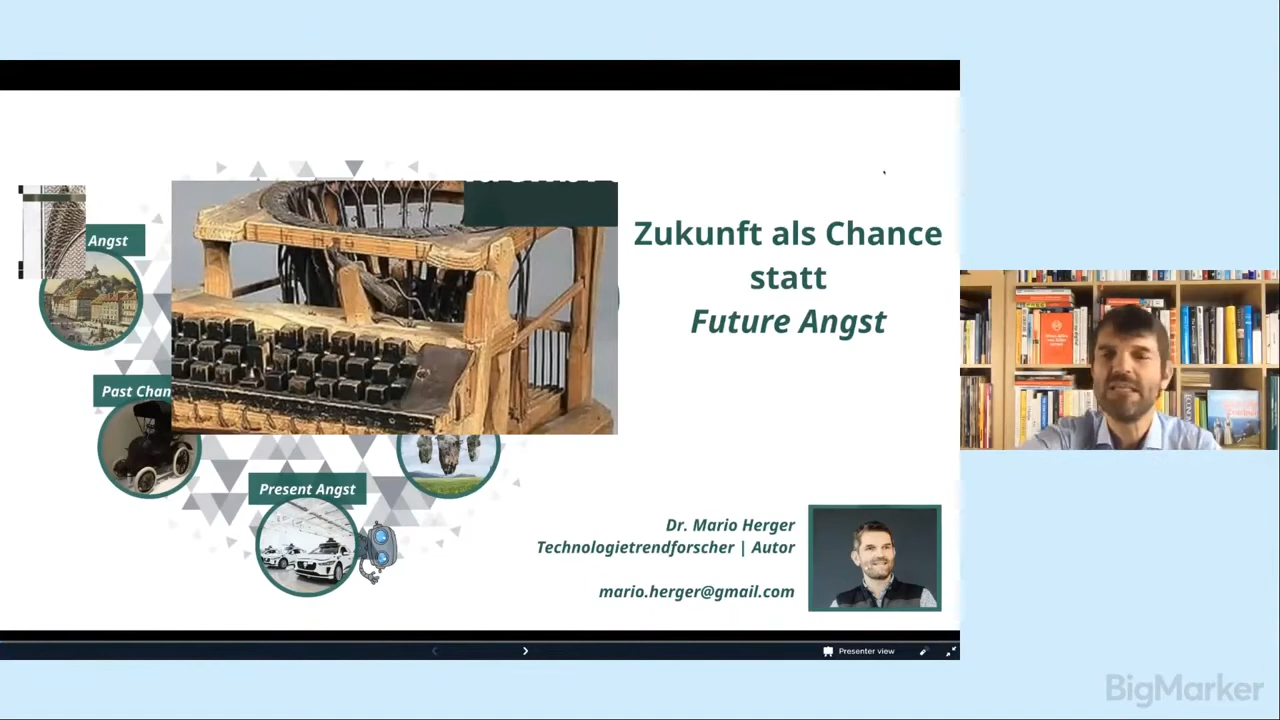 Angst
Past Chan
Present Angst
Zukunft als Chance
statt
Future Angst
Dr. Mario Herger
Technologietrendforscher | Autor
mario.herger@gmail.com
Presenter view
BigMarker